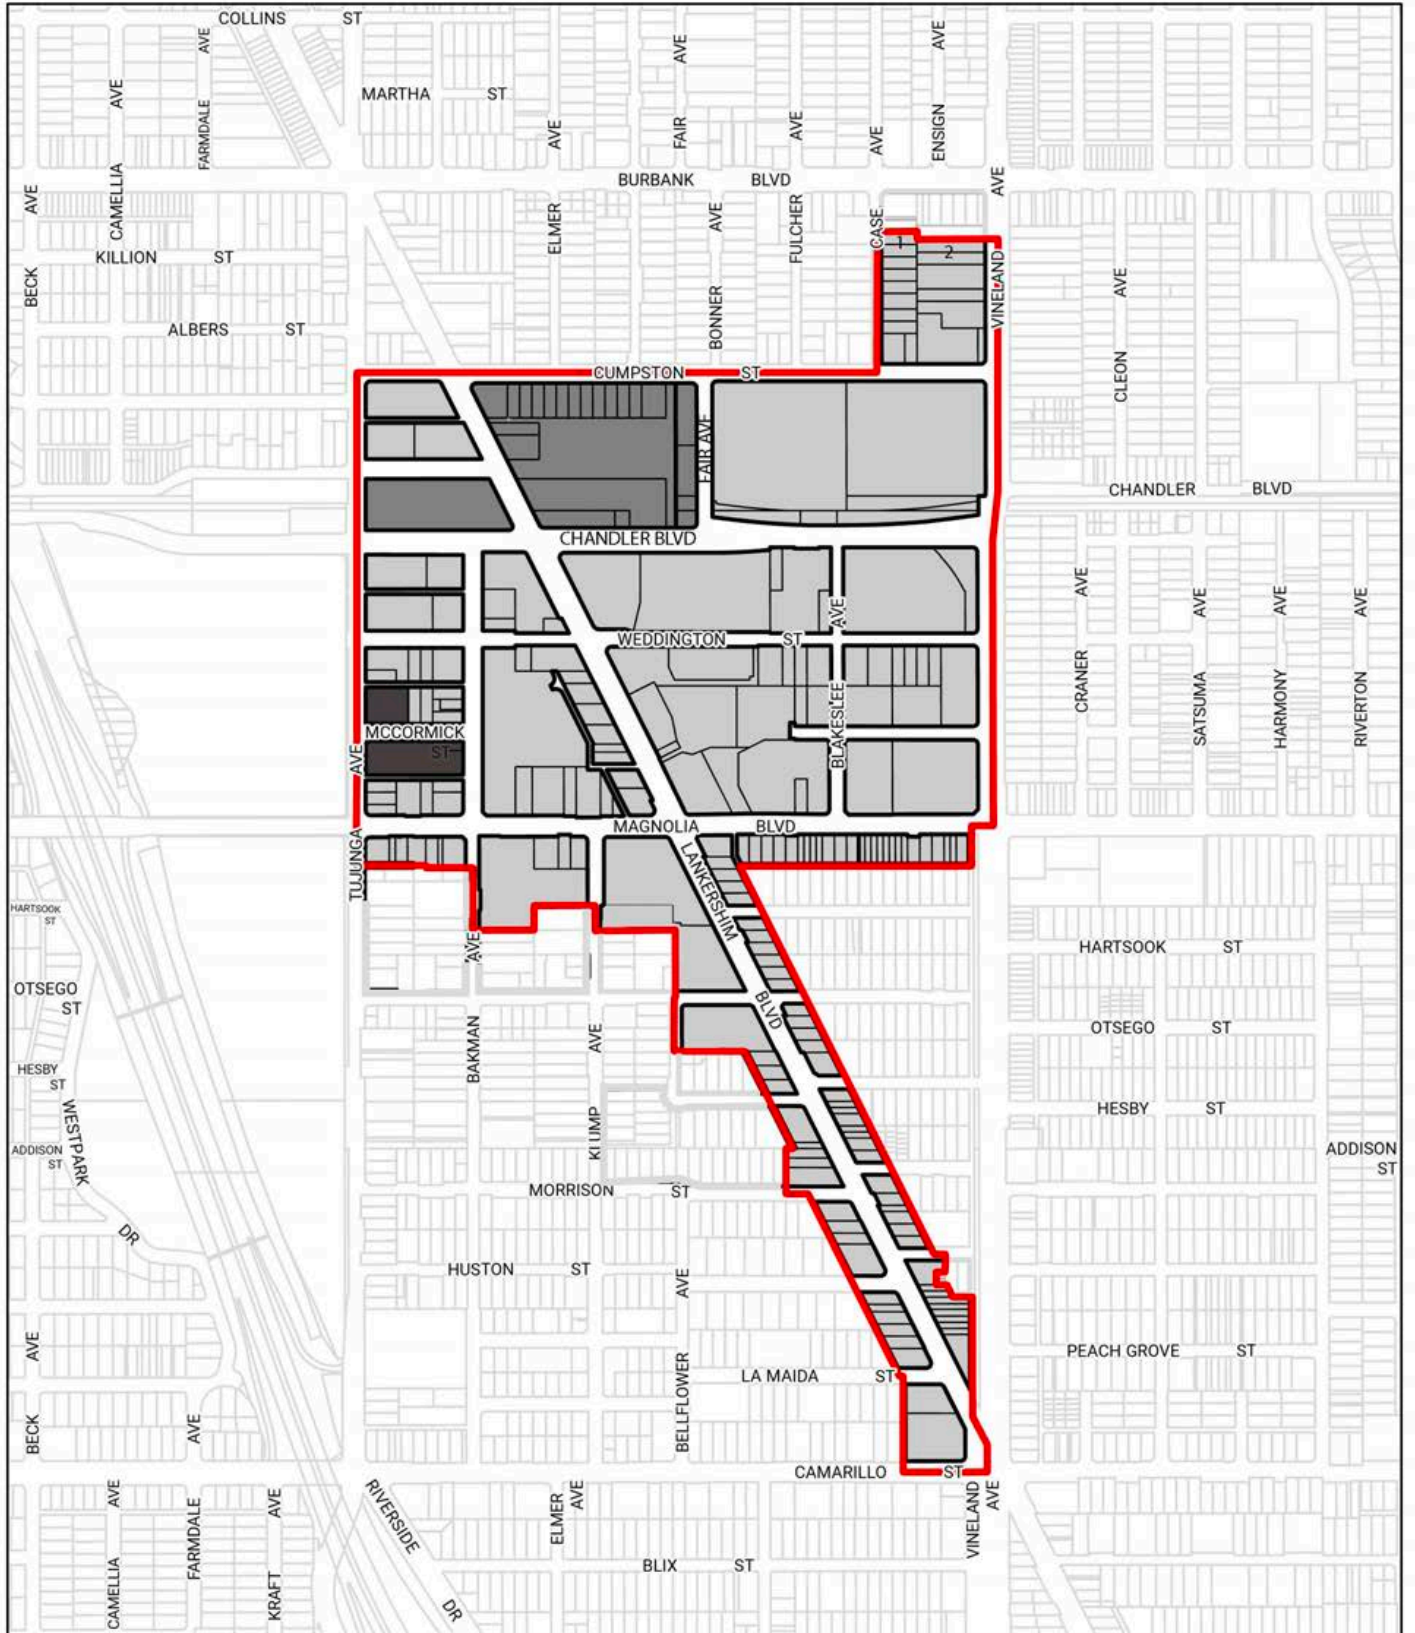 COLLINS ST
AVE
AVE
AVE
FARMDALE
AVE
MARTHA ST
AVE
FAIR
AVE
AVE
ENSIGN
CAMELLIA
BURBANK BLVD
AVE
AVE
ELMER
AVE
FULCHER
CASE
1
2
KILLION ST
BECK
VINELAND
AVE
ALBERS ST
BONNER
CUMPSTON ST
CLEON
FAIR AVE
CHANDLER BLVD
CHANDLER BLVD
AVE
AVE
AVE
AVE
AVE
WEDDINGTON ST
BLAKESLEE
CRANER
SATSUMA
HARMONY
RIVERTON
MCCORMICK
ST
AVE
TUJUNGA
MAGNOLIA BLVD
LANKERSHIM
HARTSOOK
ST
AVE
HARTSOOK ST
OTSEGO
ST
BLVD
BAKMAN
AVE
OTSEGO ST
HESBY
ST
WESTPARK
HESBY ST
KLUMP
ADDISON
ST
ADDISON
ST
MORRISON ST
DR
HUSTON ST
AVE
AVE
PEACH GROVE ST
LA MAIDA ST
BELLFLOWER
BECK
AVE
CAMARILLO ST
AVE
AVE
RIVERSIDE
AVE
VINELAND
AVE
FARMDALE
ELMER
CAMELLIA
KRAFT
BLIX ST
DR